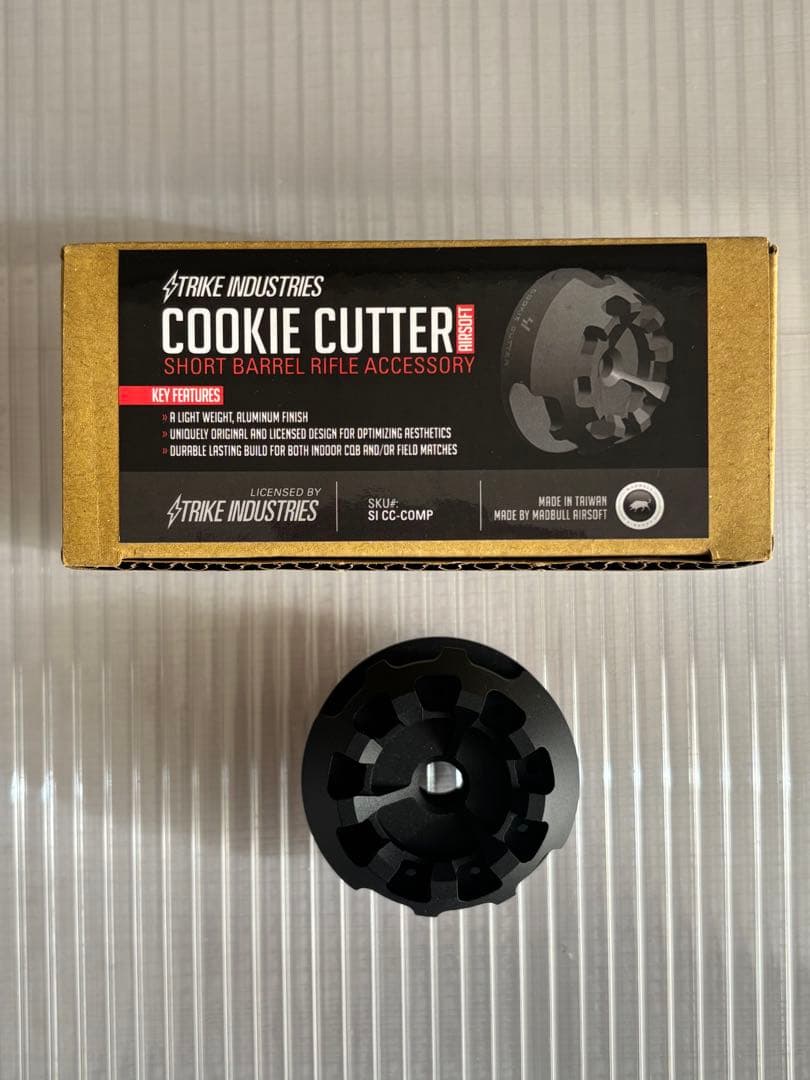 STRIKE INDUSTRIES
COOKIE CUTTER AIRSOFT
SHORT BARREL RIFLE ACCESSORY
KEY FEATURES
» A LIGHT WEIGHT, ALUMINUM FINISH
» UNIQUELY ORIGINAL AND LICENSED DESIGN FOR OPTIMIZING AESTHETICS
» DURABLE LASTING BUILD FOR BOTH INDOOR CQB AND/OR FIELD MATCHES
LICENSED BY
STRIKE INDUSTRIES
SKU#:
SI CC-COMP
MADE IN TAIWAN
MADE BY MADBULL AIRSOFT
COOKIE CUTTER